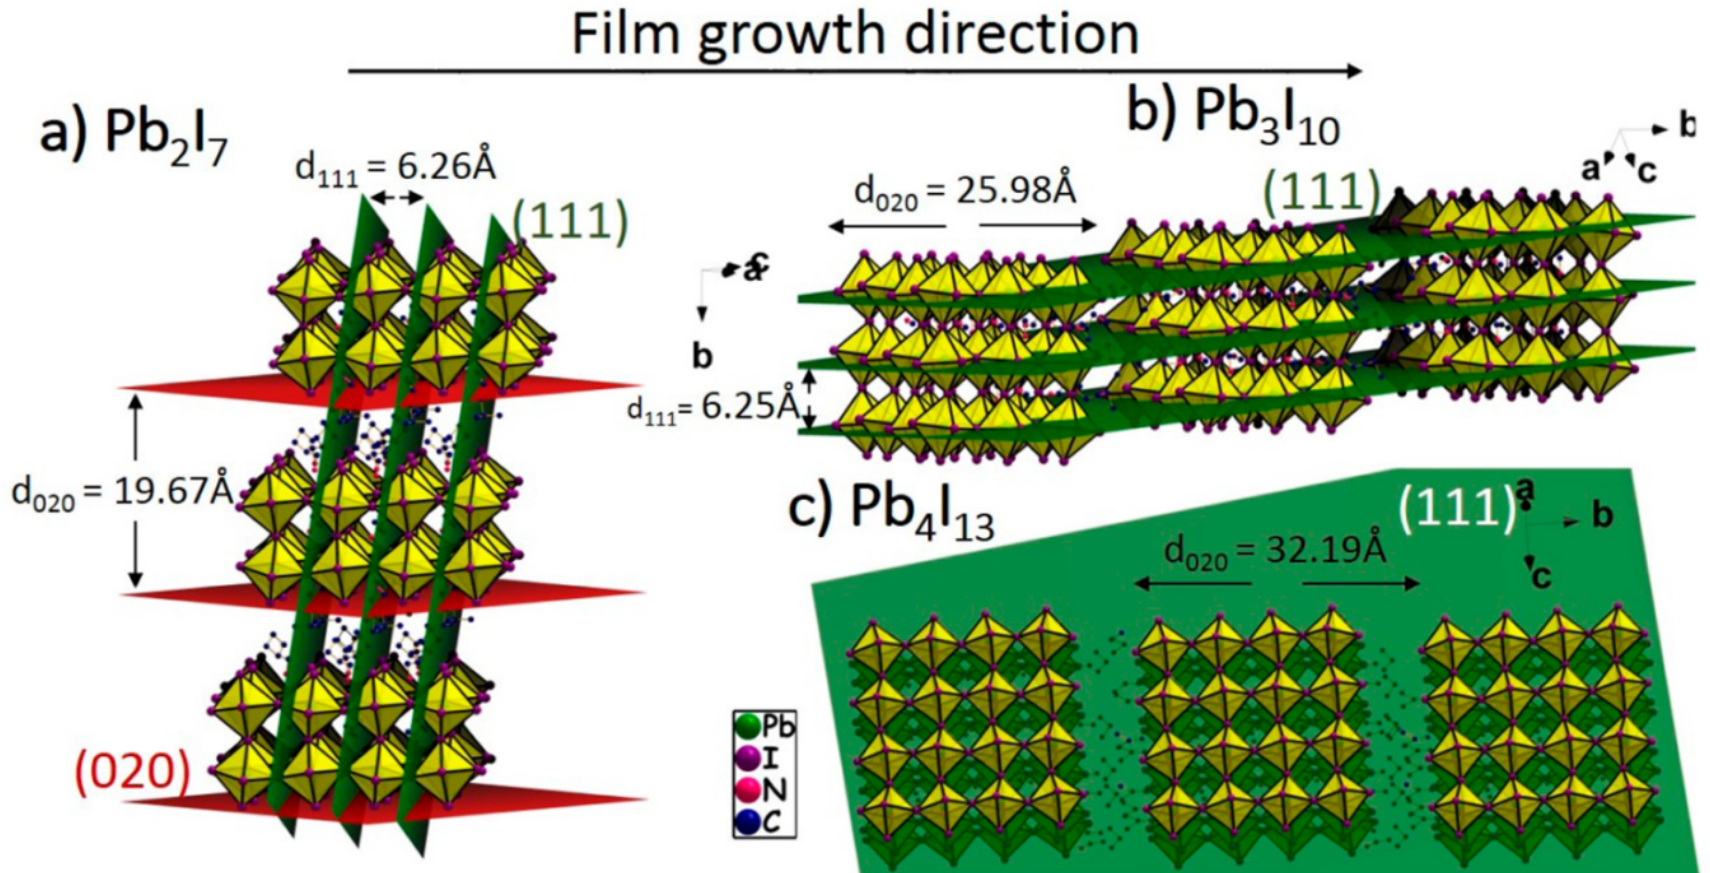 Film growth direction
a) Pb₂I₇
b) Pb₃I₁₀
d₁₁₁ = 6.26Å
(111)
b
a
c
d₀₂₀ = 25.98Å
(111)
a
c
b
d₁₁₁= 6.25Å
d₀₂₀ = 19.67Å
c) Pb₄I₁₃
(111)
a
b
c
d₀₂₀ = 32.19Å
(020)
Pb
I
N
C